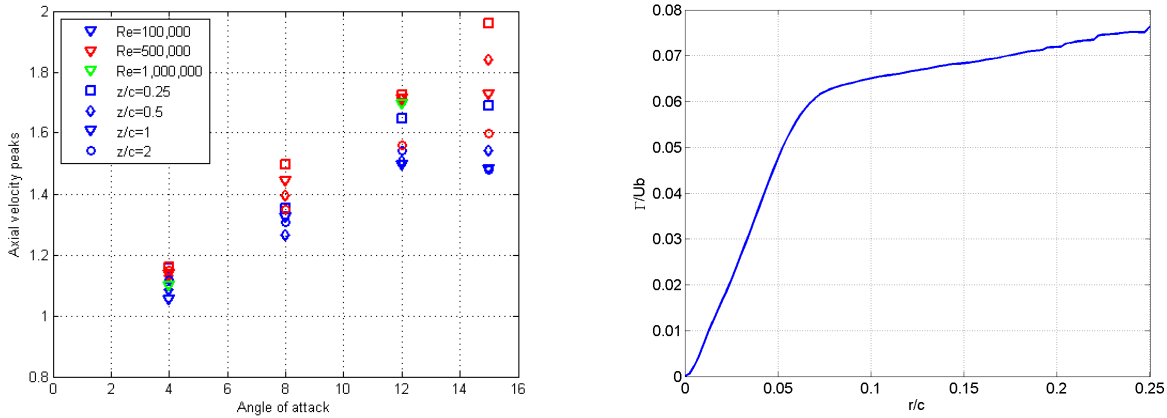 2
1.8
1.6
1.4
1.2
1
0.8
0 2 4 6 8 10 12 14 16
Axial velocity peaks
Angle of attack
Re=100,000
Re=500,000
Re=1,000,000
z/c=0.25
z/c=0.5
z/c=1
z/c=2
0.08
0.07
0.06
0.05
0.04
0.03
0.02
0.01
0
0 0.05 0.1 0.15 0.2 0.25
Γ/Ub
r/c